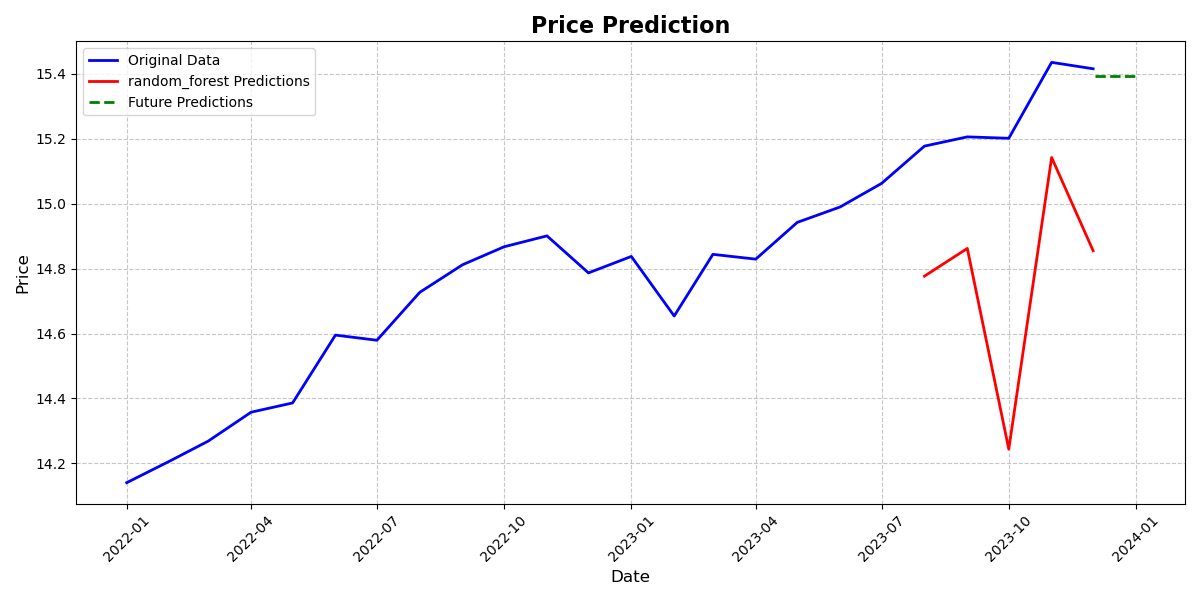 Price Prediction
Original Data
random_forest Predictions
Future Predictions
Price
15.4
15.2
15.0
14.8
14.6
14.4
14.2
2022-01
2022-04
2022-07
2022-10
2023-01
2023-04
2023-07
2023-10
2024-01
Date